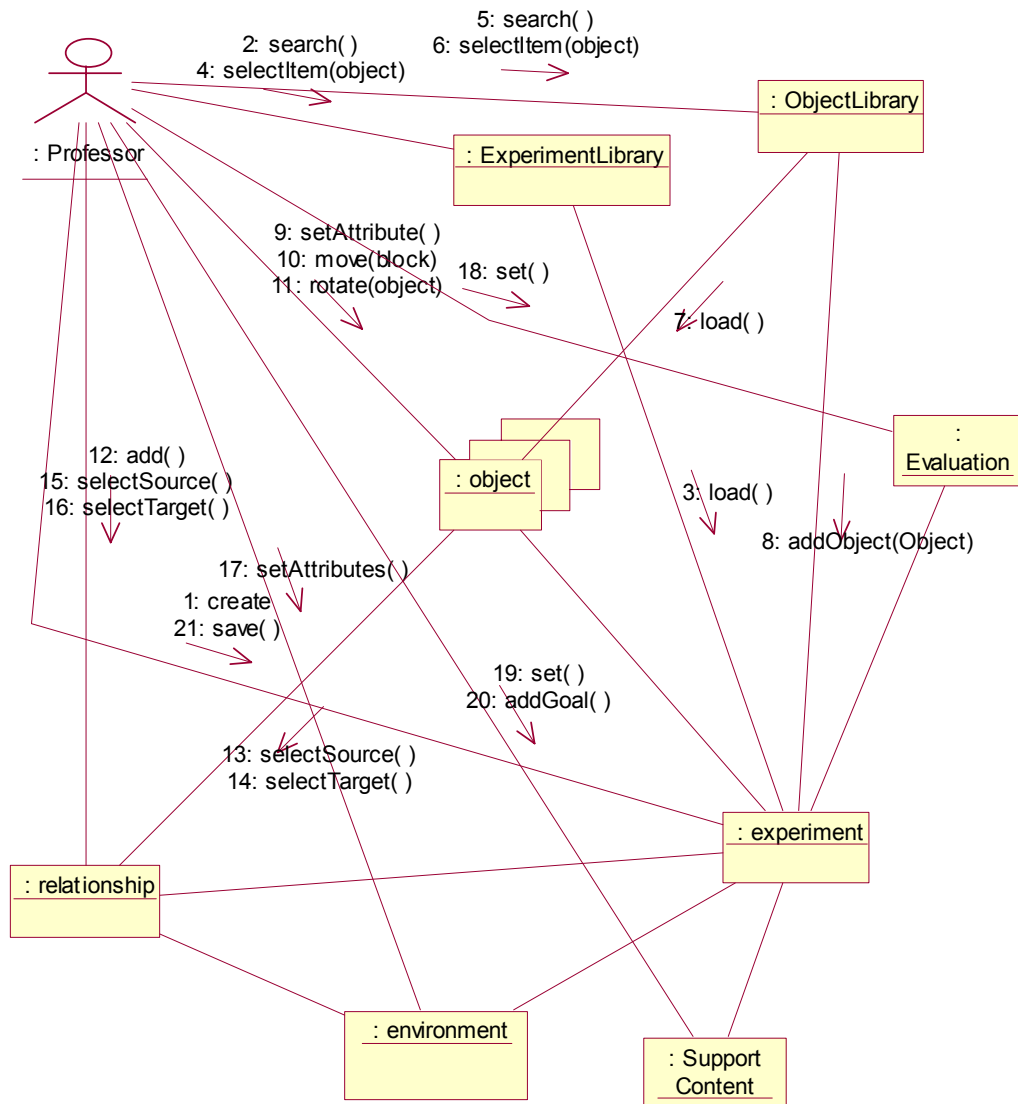 5: search( )
6: selectItem(object)
2: search( )
4: selectItem(object)
: ObjectLibrary
: Professor
: ExperimentLibrary
9: setAttribute( )
10: move(block)
11: rotate(object)
18: set( )
7: load( )
: Evaluation
12: add( )
15: selectSource( )
16: selectTarget( )
: object
3: load( )
8: addObject(Object)
17: setAttributes( )
1: create
21: save( )
19: set( )
20: addGoal( )
13: selectSource( )
14: selectTarget( )
: experiment
: relationship
: environment
: Support
Content